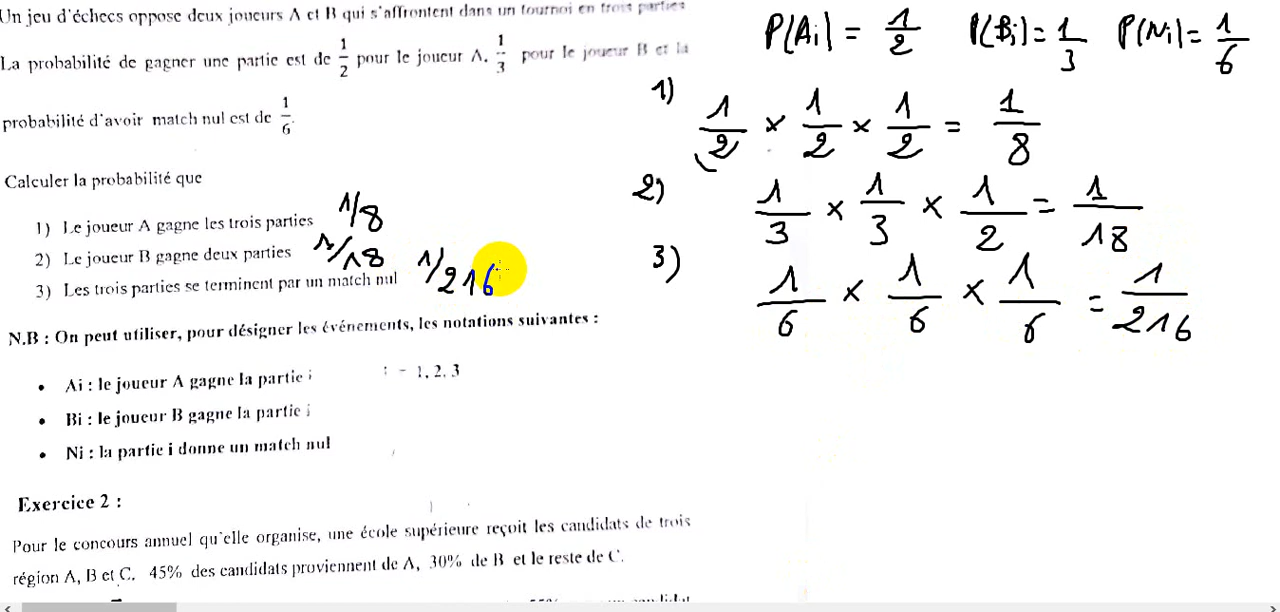 Un jeu d'échecs oppose deux joueurs A et B qui s'affrontent dans un tournoi en trois parties
La probabilité de gagner une partie est de 1/2 pour le joueur A. 1/3 pour le joueur B et la
probabilité d'avoir match nul est de 1/6.
Calculer la probabilité que
1) Le joueur A gagne les trois parties 1/8
2) Le joueur B gagne deux parties 1/18
3) Les trois parties se terminent par un match nul 1/216
N.B : On peut utiliser, pour désigner les événements, les notations suivantes :
• Ai : le joueur A gagne la partie i : - 1, 2, 3
• Bi : le joueur B gagne la partie i
• Ni : la partie i donne un match nul
Exercice 2 :
Pour le concours annuel qu'elle organise, une école supérieure reçoit les candidats de trois
région A, B et C. 45% des candidats proviennent de A, 30% de B et le reste de C.
P(Ai) = 1/2 P(Bi) = 1/3 P(Ni) = 1/6
1) 1/2 × 1/2 × 1/2 = 1/8
2) 1/3 × 1/3 × 1/2 = 1/18
3) 1/6 × 1/6 × 1/6 = 1/216